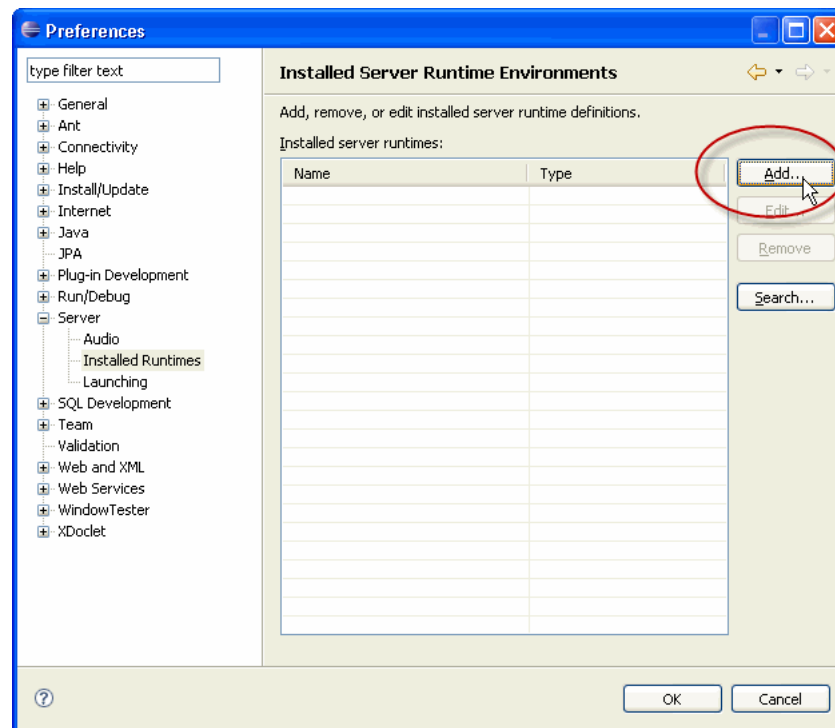 Preferences
type filter text
General
Ant
Connectivity
Help
Install/Update
Internet
Java
JPA
Plug-in Development
Run/Debug
Server
Audio
Installed Runtimes
Launching
SQL Development
Team
Validation
Web and XML
Web Services
WindowTester
XDoclet
Installed Server Runtime Environments
Add, remove, or edit installed server runtime definitions.
Installed server runtimes:
Name Type
Add...
Edit...
Remove
Search...
OK Cancel